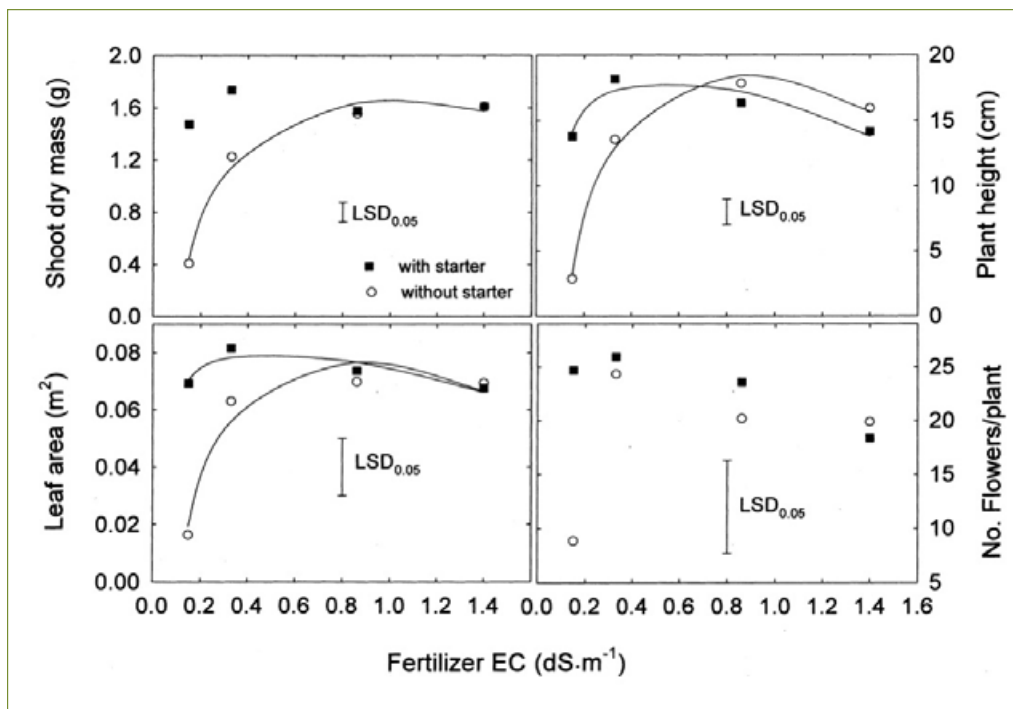 Shoot dry mass (g)
2.0
1.6
1.2
0.8
0.4
0.0
LSD0.05
with starter
without starter
20
15
10
5
0
Plant height (cm)
LSD0.05
Leaf area (m2)
0.08
0.06
0.04
0.02
0.00
LSD0.05
25
20
15
10
5
No. Flowers/plant
LSD0.05
0.0 0.2 0.4 0.6 0.8 1.0 1.2 1.4
0.0 0.2 0.4 0.6 0.8 1.0 1.2 1.4 1.6
Fertilizer EC (dS·m-1)